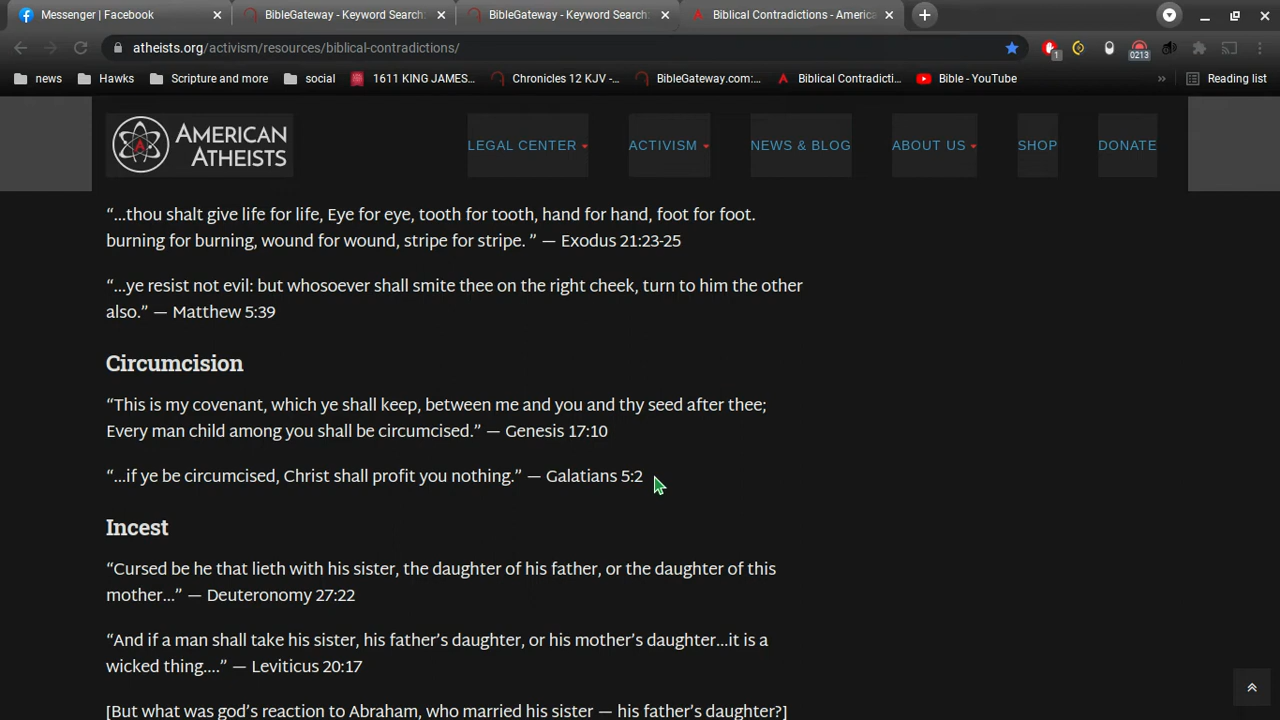 Messenger | Facebook
BibleGateway - Keyword Search:
BibleGateway - Keyword Search:
Biblical Contradictions - America
atheists.org/activism/resources/biblical-contradictions/
1
0213
news
Hawks
Scripture and more
social
1611 KING JAMES...
Chronicles 12 KJV -...
BibleGateway.com:...
Biblical Contradicti...
Bible - YouTube
»
Reading list
AMERICAN
ATHEISTS
LEGAL CENTER
ACTIVISM
NEWS & BLOG
ABOUT US
SHOP
DONATE
“...thou shalt give life for life, Eye for eye, tooth for tooth, hand for hand, foot for foot.
burning for burning, wound for wound, stripe for stripe. ” — Exodus 21:23-25
“...ye resist not evil: but whosoever shall smite thee on the right cheek, turn to him the other
also.” — Matthew 5:39
Circumcision
“This is my covenant, which ye shall keep, between me and you and thy seed after thee;
Every man child among you shall be circumcised.” — Genesis 17:10
“...if ye be circumcised, Christ shall profit you nothing.” — Galatians 5:2
Incest
“Cursed be he that lieth with his sister, the daughter of his father, or the daughter of this
mother...” — Deuteronomy 27:22
“And if a man shall take his sister, his father’s daughter, or his mother’s daughter...it is a
wicked thing....” — Leviticus 20:17
[But what was god’s reaction to Abraham, who married his sister — his father’s daughter?]